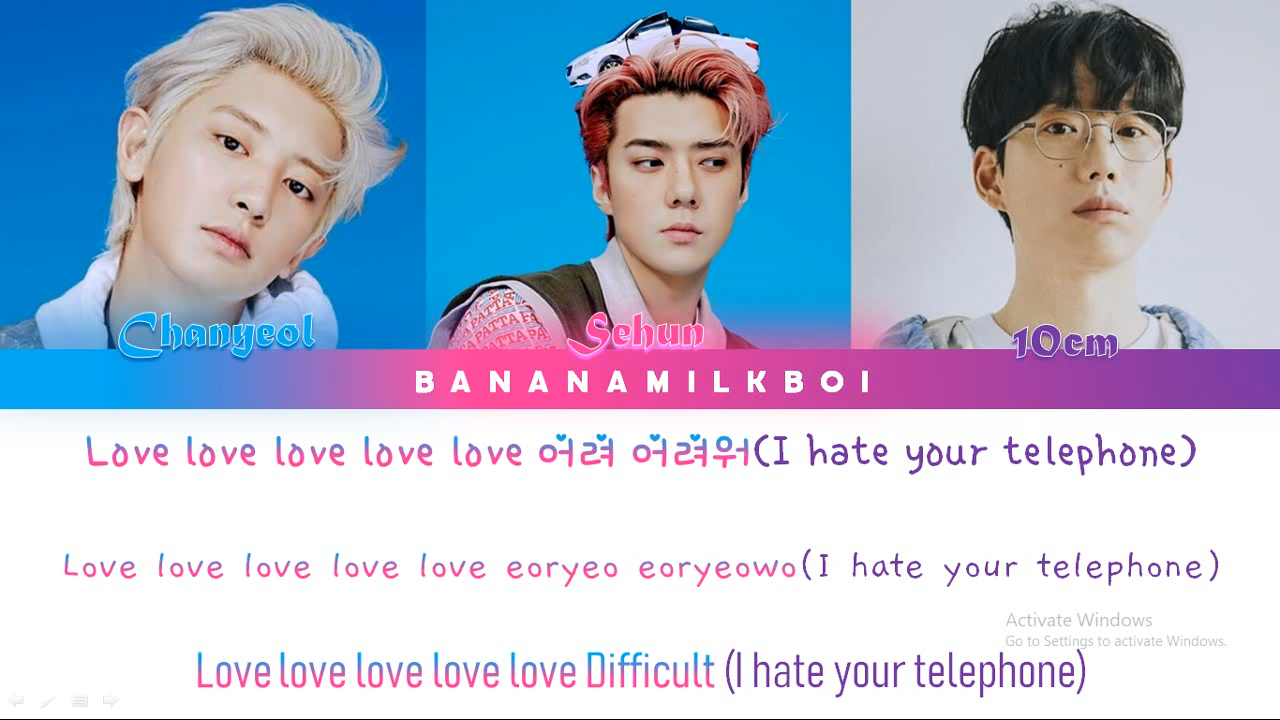 Chanyeol
Sehun
10cm
BANANAMILKBOI
Love love love love love 어려 어려워(I hate your telephone)
Love love love love love eoryeo eoryeowo(I hate your telephone)
Activate Windows
Go to Settings to activate Windows.
Love love love love love Difficult (I hate your telephone)